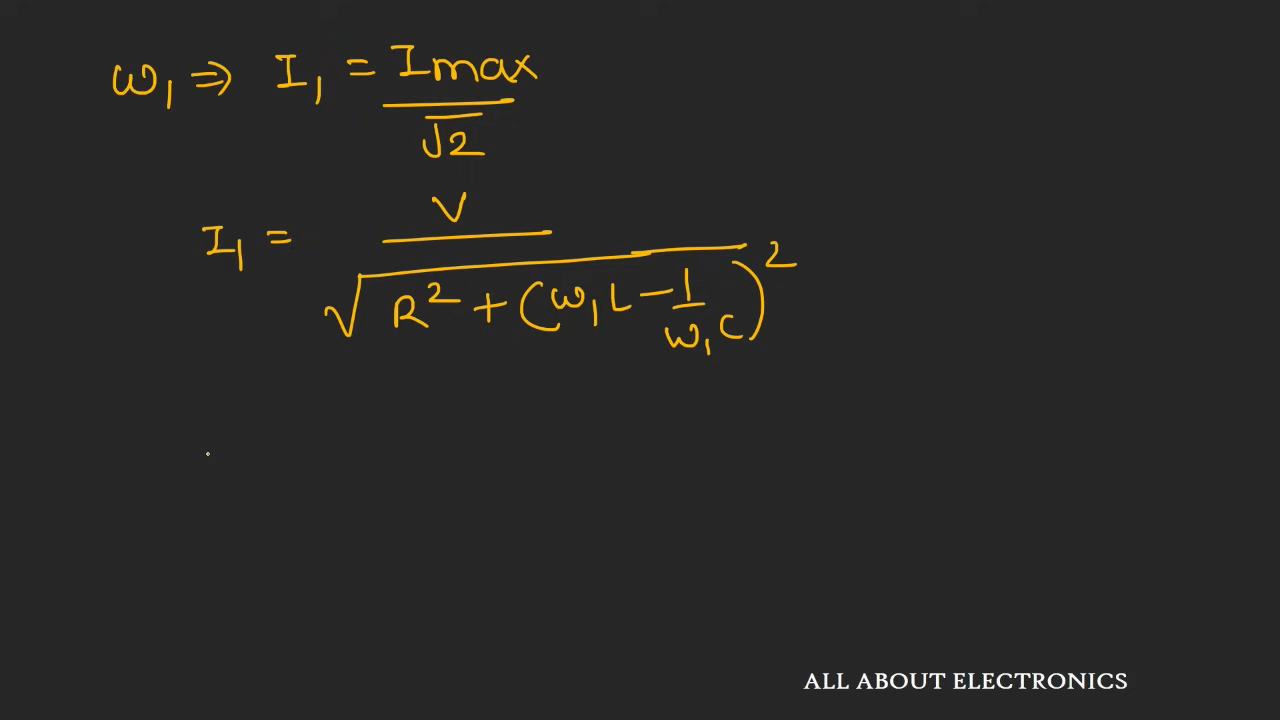 ω₁ ⇒ I₁ = Imax / √2
I₁ = V / √(R² + (ω₁L − 1/ω₁C)²)
ALL ABOUT ELECTRONICS